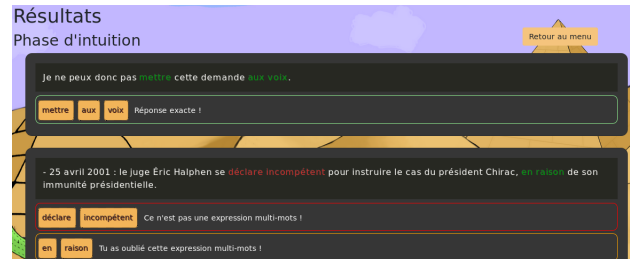 Résultats
Phase d'intuition
Retour au menu
Je ne peux donc pas mettre cette demande aux voix.
mettre aux voix Réponse exacte !
- 25 avril 2001 : le juge Éric Halphen se déclare incompétent pour instruire le cas du président Chirac, en raison de son
immunité présidentielle.
déclare incompétent Ce n'est pas une expression multi-mots !
en raison Tu as oublié cette expression multi-mots !